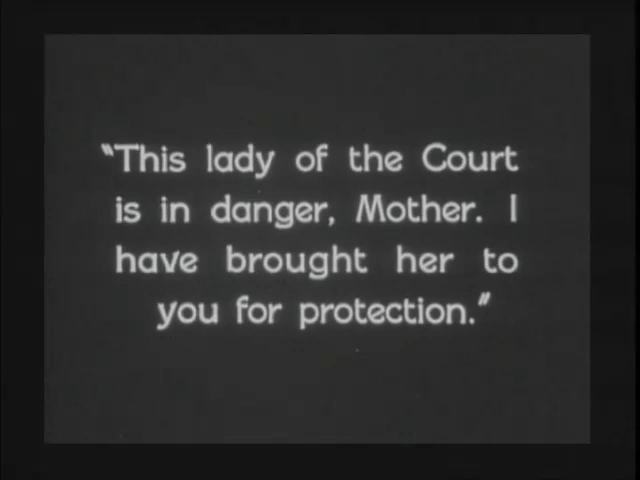 "This lady of the Court
is in danger, Mother. I
have brought her to
you for protection."